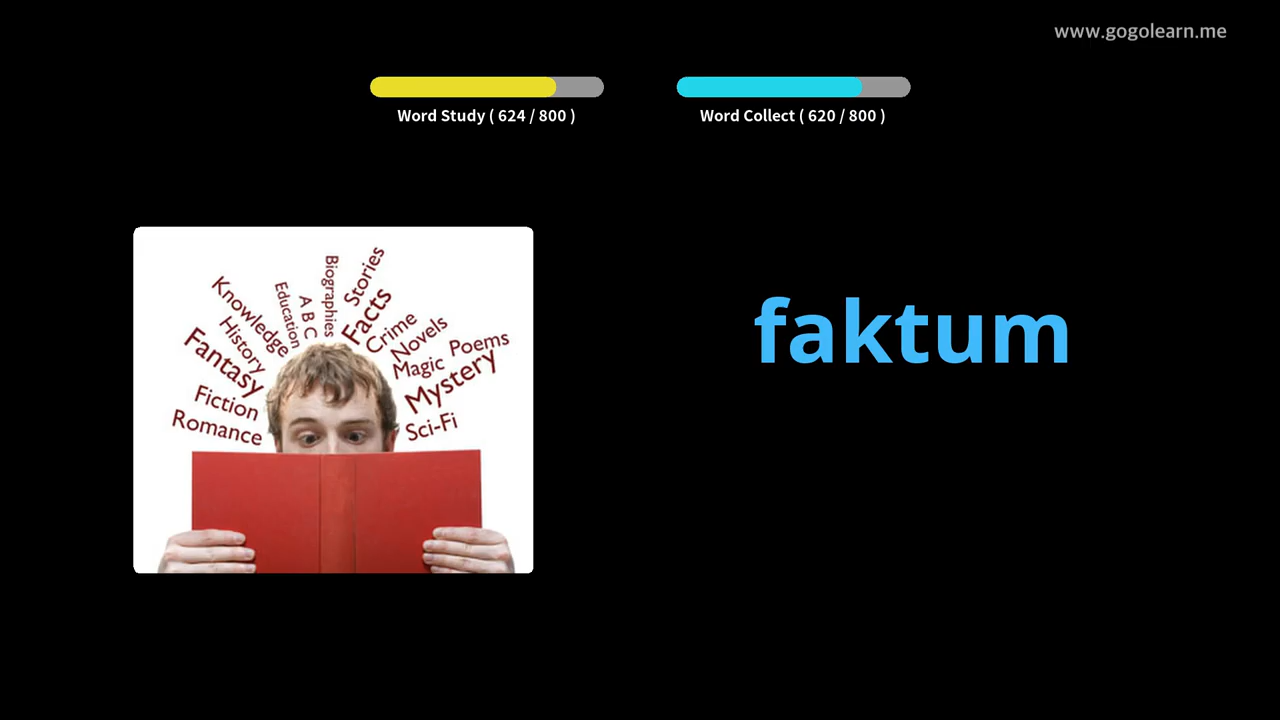 www.gogolearn.me
Word Study ( 624 / 800 )
Word Collect ( 620 / 800 )
faktum
Biographies
Stories
Education
A B C
Facts
Knowledge
Crime
History
Novels
Poems
Fantasy
Magic
Mystery
Fiction
Romance
Sci-Fi